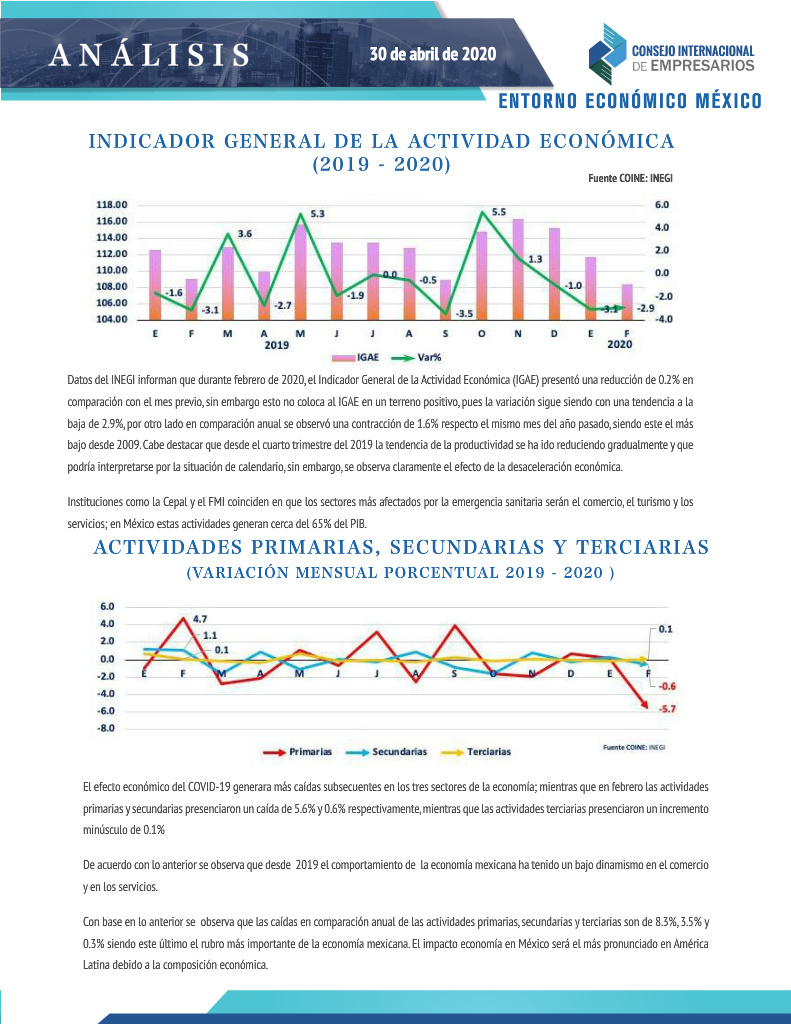 ANÁLISIS
30 de abril de 2020
CONSEJO INTERNACIONAL
DE EMPRESARIOS
ENTORNO ECONÓMICO MÉXICO
INDICADOR GENERAL DE LA ACTIVIDAD ECONÓMICA
(2019 - 2020)
Fuente COINE: INEGI
118.00 6.0
116.00 4.0
114.00 2.0
112.00
110.00 0.0
108.00 -2.0
106.00
104.00 -4.0
-1.6 -3.1 3.6 -2.7 5.3 -1.9 0.0 -0.5 -3.5 5.5 1.3 -1.0 -3.1 -2.9
E F M A M J J A S O N D E F
2019 2020
IGAE Var%
Datos del INEGI informan que durante febrero de 2020, el Indicador General de la Actividad Económica (IGAE) presentó una reducción de 0.2% en
comparación con el mes previo, sin embargo esto no coloca al IGAE en un terreno positivo, pues la variación sigue siendo con una tendencia a la
baja de 2.9%, por otro lado en comparación anual se observó una contracción de 1.6% respecto el mismo mes del año pasado, siendo este el más
bajo desde 2009. Cabe destacar que desde el cuarto trimestre del 2019 la tendencia de la productividad se ha ido reduciendo gradualmente y que
podría interpretarse por la situación de calendario, sin embargo, se observa claramente el efecto de la desaceleración económica.
Instituciones como la Cepal y el FMI coinciden en que los sectores más afectados por la emergencia sanitaria serán el comercio, el turismo y los
servicios; en México estas actividades generan cerca del 65% del PIB.
ACTIVIDADES PRIMARIAS, SECUNDARIAS Y TERCIARIAS
(VARIACIÓN MENSUAL PORCENTUAL 2019 - 2020 )
6.0
4.0
2.0
0.0
-2.0
-4.0
-6.0
-8.0
4.7
1.1
0.1
0.1
-0.6
-5.7
E F M A M J J A S O N D E F
Primarias Secundarias Terciarias
Fuente COINE: INEGI
El efecto económico del COVID-19 generara más caídas subsecuentes en los tres sectores de la economía; mientras que en febrero las actividades
primarias y secundarias presenciaron un caída de 5.6% y 0.6% respectivamente, mientras que las actividades terciarias presenciaron un incremento
minúsculo de 0.1%
De acuerdo con lo anterior se observa que desde 2019 el comportamiento de la economía mexicana ha tenido un bajo dinamismo en el comercio
y en los servicios.
Con base en lo anterior se observa que las caídas en comparación anual de las actividades primarias, secundarias y terciarias son de 8.3%, 3.5% y
0.3% siendo este último el rubro más importante de la economía mexicana. El impacto economía en México será el más pronunciado en América
Latina debido a la composición económica.